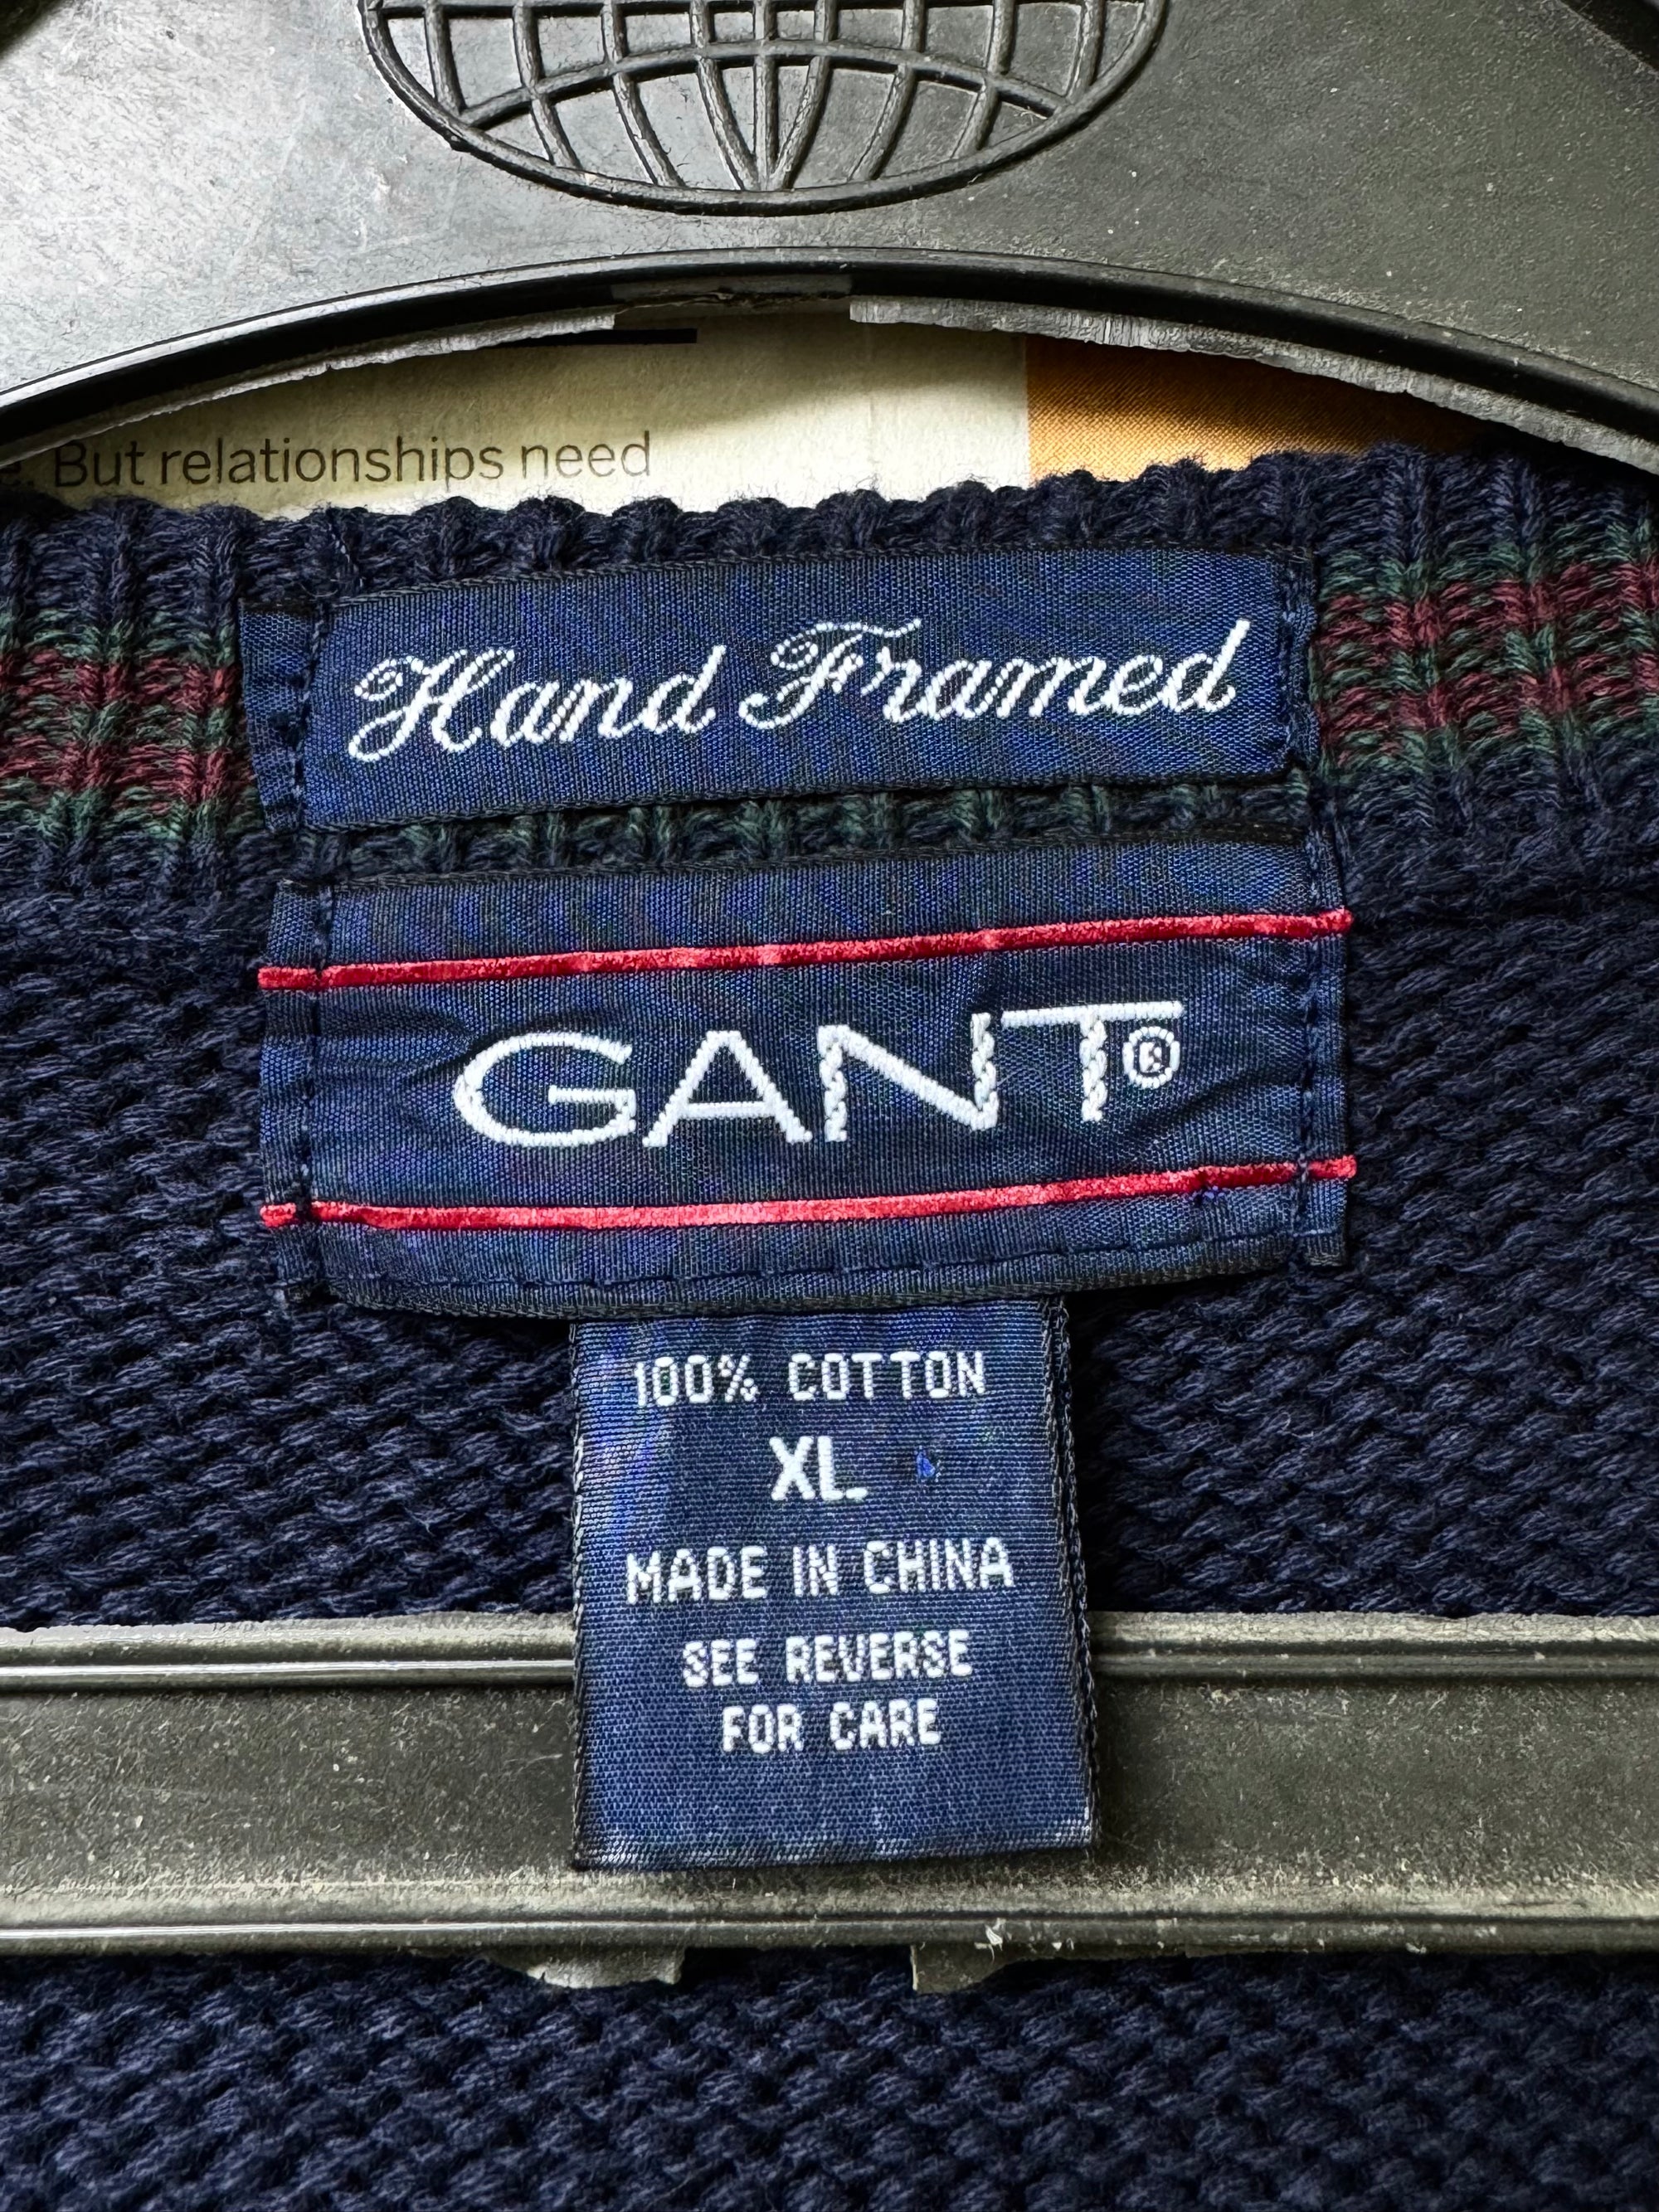 e. But relationships need
Hand Framed
GANT®
100% COTTON
XL
MADE IN CHINA
SEE REVERSE
FOR CARE